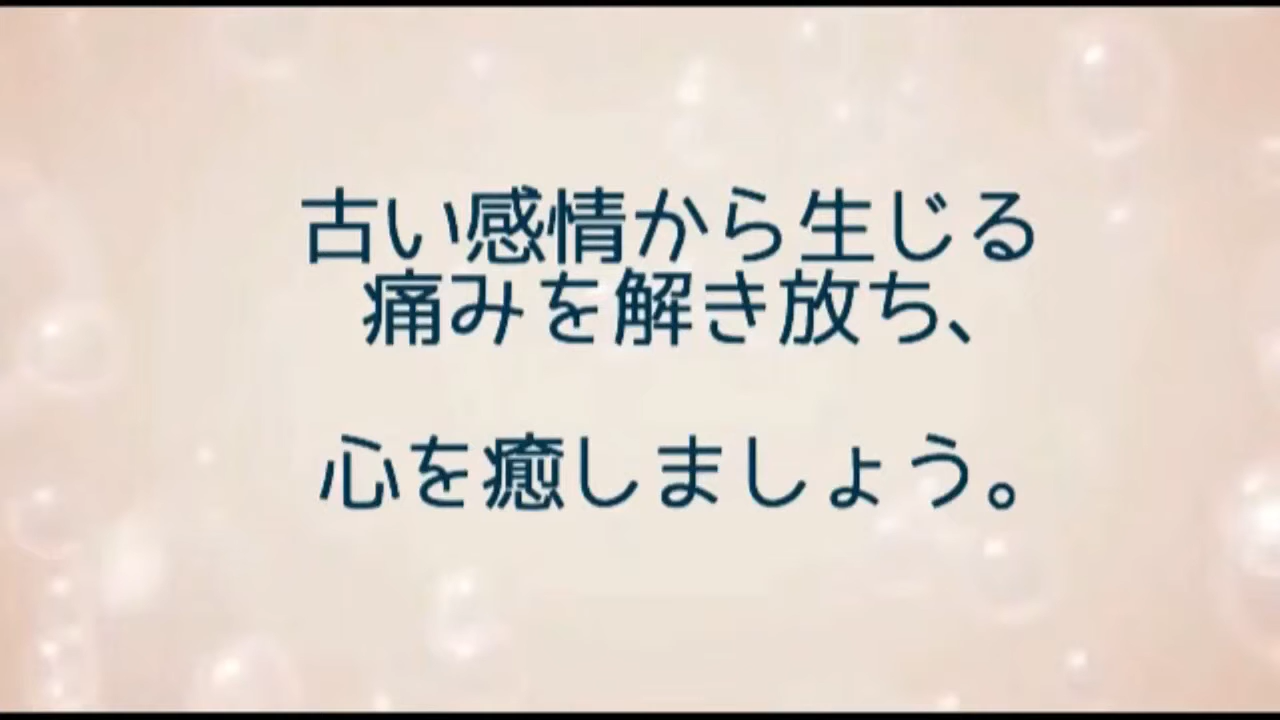 古い感情から生じる
痛みを解き放ち、
心を癒しましょう。